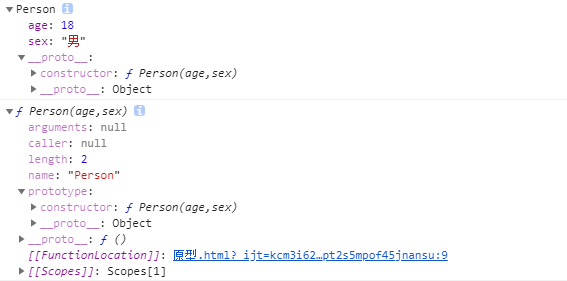 Person i
age: 18
sex: "男"
▼__proto__:
▶constructor: ƒ Person(age,sex)
▶__proto__: Object
▼ƒ Person(age,sex) i
arguments: null
caller: null
length: 2
name: "Person"
▼prototype:
▶constructor: ƒ Person(age,sex)
▶__proto__: Object
▶__proto__: ƒ ()
[[FunctionLocation]]: 原型.html?_ijt=kcm3i62…pt2s5mpof45jnansu:9
▶[[Scopes]]: Scopes[1]